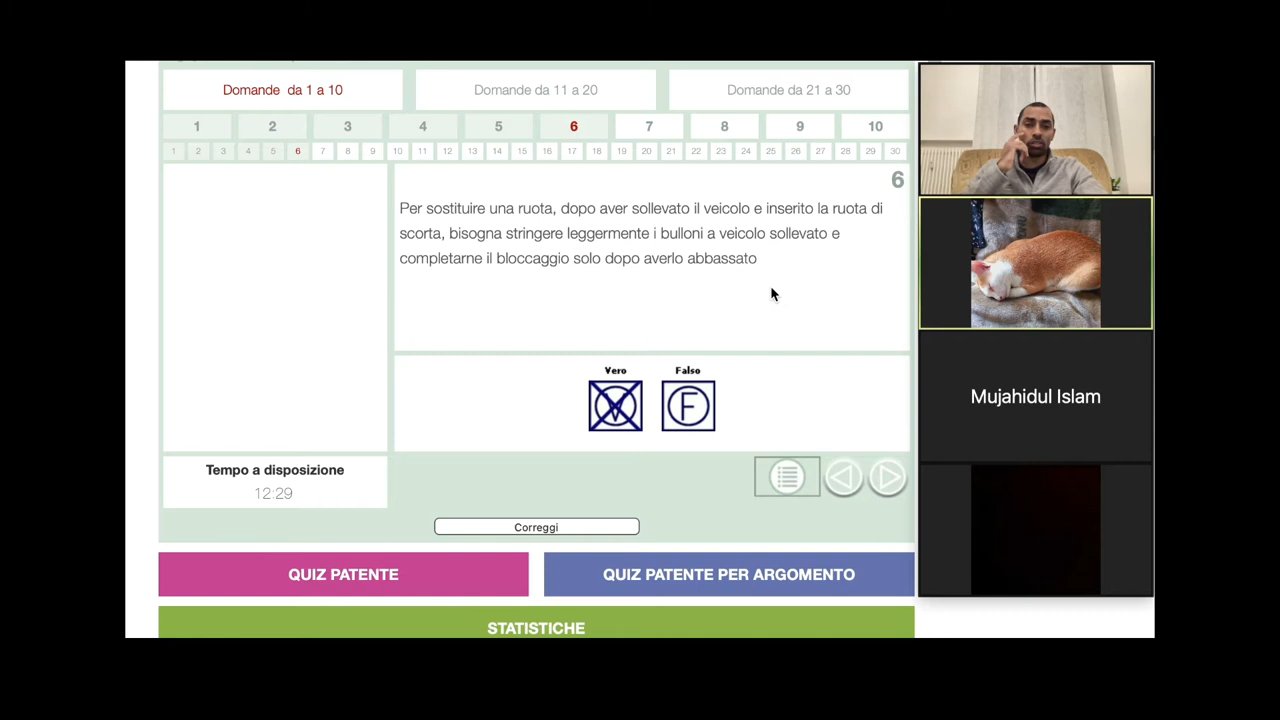 Domande da 1 a 10
Domande da 11 a 20
Domande da 21 a 30
1 2 3 4 5 6 7 8 9 10
1 2 3 4 5 6 7 8 9 10 11 12 13 14 15 16 17 18 19 20 21 22 23 24 25 26 27 28 29 30
6
Per sostituire una ruota, dopo aver sollevato il veicolo e inserito la ruota di
scorta, bisogna stringere leggermente i bulloni a veicolo sollevato e
completarne il bloccaggio solo dopo averlo abbassato
Vero Falso
V F
Tempo a disposizione
12:29
Correggi
QUIZ PATENTE
QUIZ PATENTE PER ARGOMENTO
STATISTICHE
Mujahidul Islam